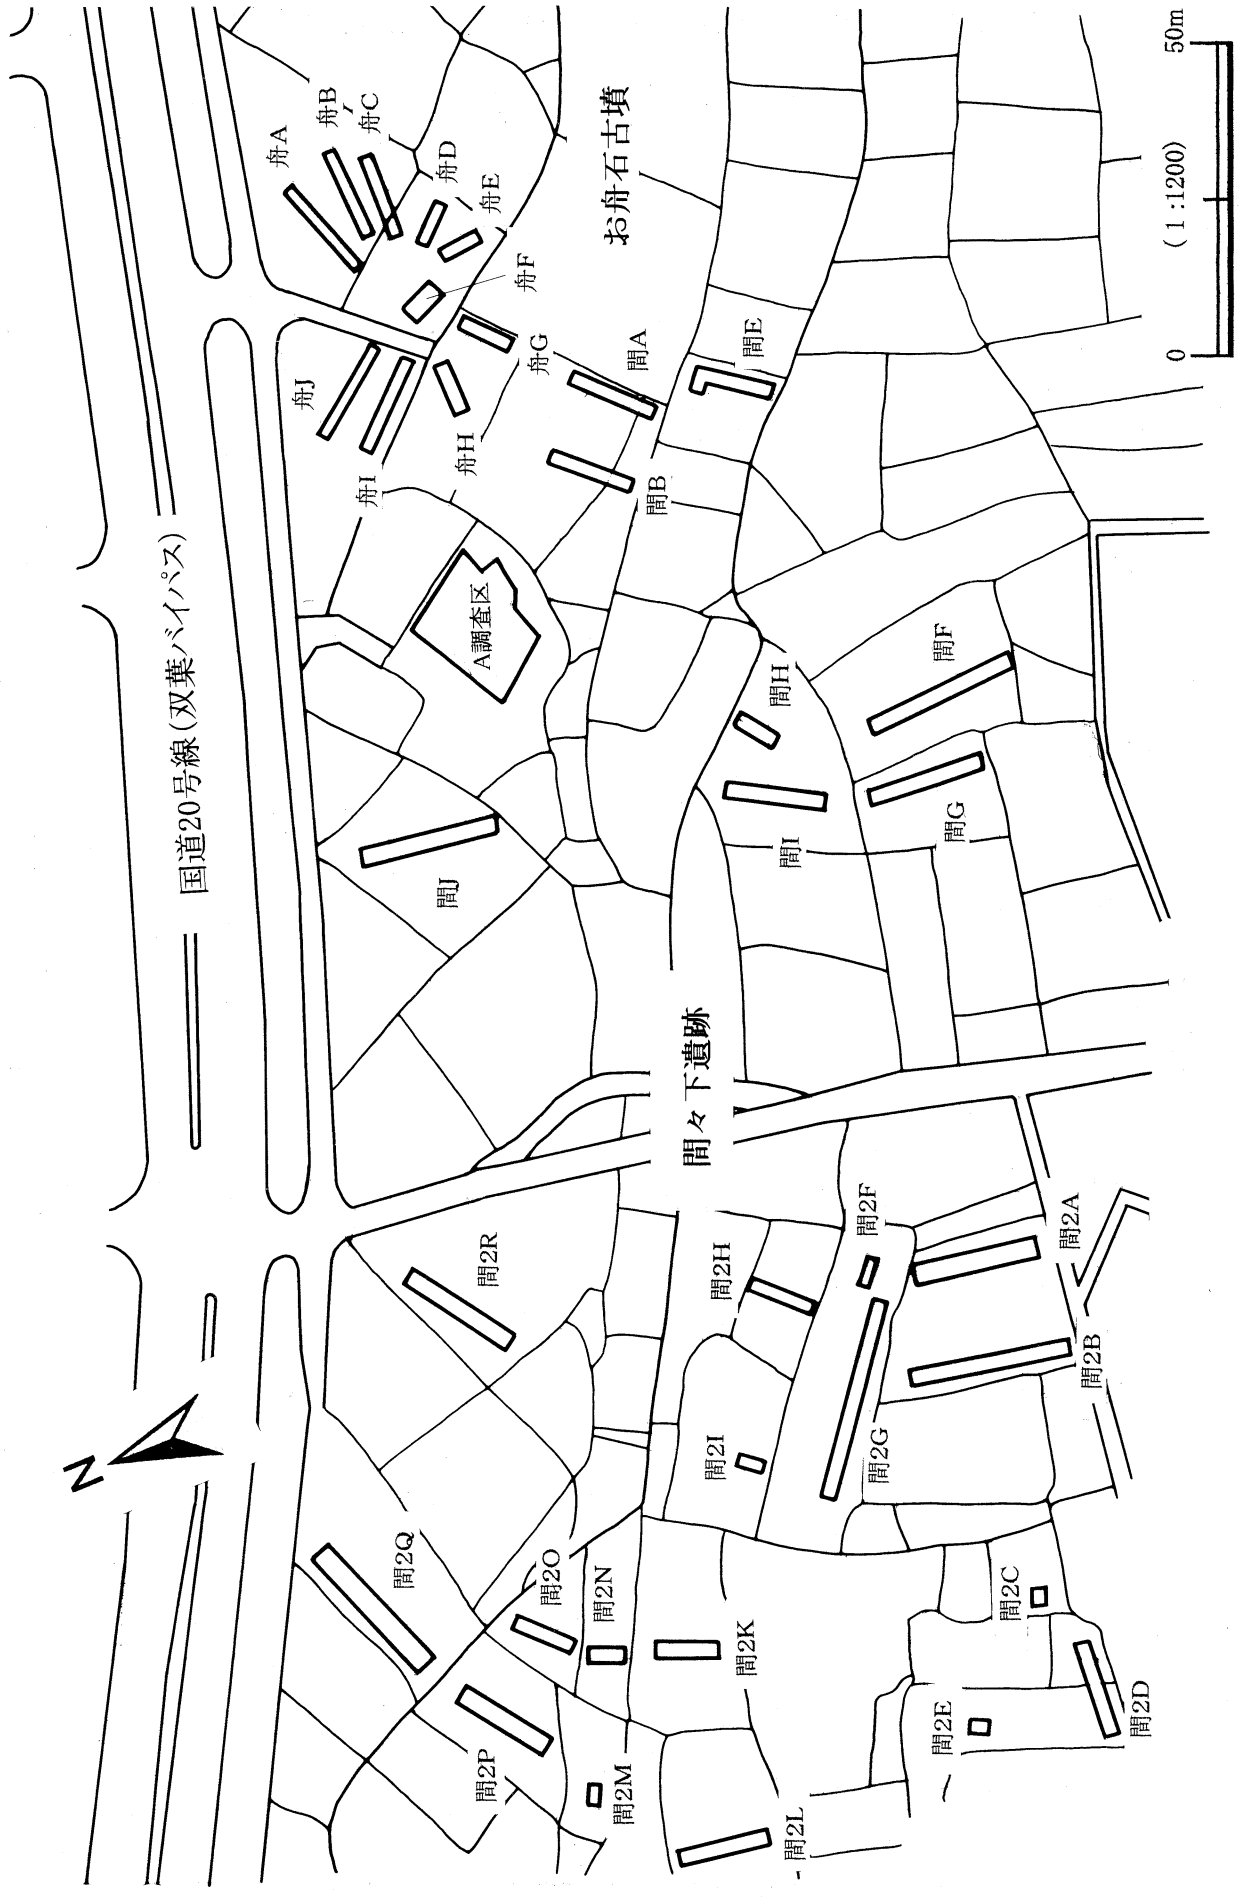 国道20号線(双葉バイパス)
お舟石古墳
間々下遺跡
A調査区
舟A
舟B
舟C
舟D
舟E
舟F
舟G
舟H
舟I
舟J
間A
間B
間E
間F
間G
間H
間I
間J
間2A
間2B
間2C
間2D
間2E
間2F
間2G
間2H
間2I
間2K
間2L
間2M
間2N
間2O
間2P
間2Q
間2R
N
0
(1:1200)
50m